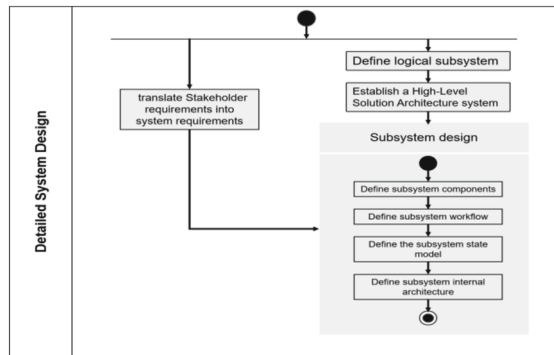 Detailed System Design
translate Stakeholder
requirements into
system requirements
Define logical subsystem
Establish a High-Level
Solution Architecture system
Subsystem design
Define subsystem components
Define subsystem workflow
Define the subsystem state
model
Define subsystem internal
architecture